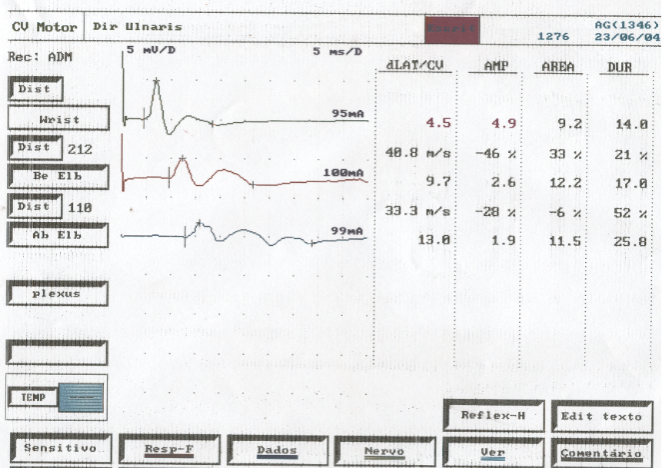 CV Motor Dir Ulnaris 1276 AG(1346) 23/06/04
Rec: ADM 5 mV/D 5 ms/D dLAT/CV AMP AREA DUR
Dist
Wrist 95mA 4.5 4.9 9.2 14.0
Dist 212 40.8 m/s -46 % 33 % 21 %
Be Elb 100mA 9.7 2.6 12.2 17.0
Dist 110 33.3 m/s -28 % -6 % 52 %
Ab Elb 99mA 13.0 1.9 11.5 25.8
plexus
TEMP
Reflex-H Edit texto
Sensitivo Resp-F Dados Nervo Ver Comentário